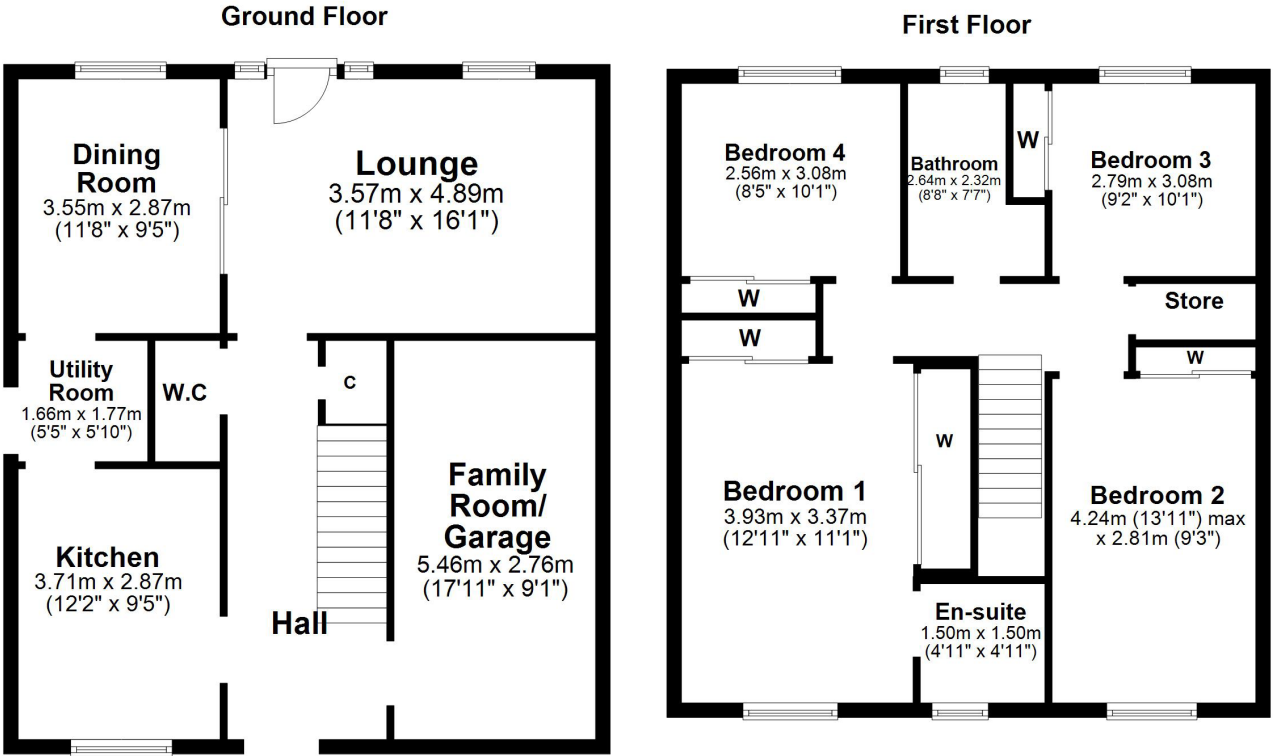 Ground Floor
Dining
Room
3.55m x 2.87m
(11'8" x 9'5")
Lounge
3.57m x 4.89m
(11'8" x 16'1")
Utility
Room
1.66m x 1.77m
(5'5" x 5'10")
W.C
C
Kitchen
3.71m x 2.87m
(12'2" x 9'5")
Hall
Family
Room/
Garage
5.46m x 2.76m
(17'11" x 9'1")
First Floor
Bedroom 4
2.56m x 3.08m
(8'5" x 10'1")
Bathroom
2.64m x 2.32m
(8'8" x 7'7")
W
Bedroom 3
2.79m x 3.08m
(9'2" x 10'1")
W
W
Store
W
W
Bedroom 1
3.93m x 3.37m
(12'11" x 11'1")
Bedroom 2
4.24m (13'11") max
x 2.81m (9'3")
En-suite
1.50m x 1.50m
(4'11" x 4'11")